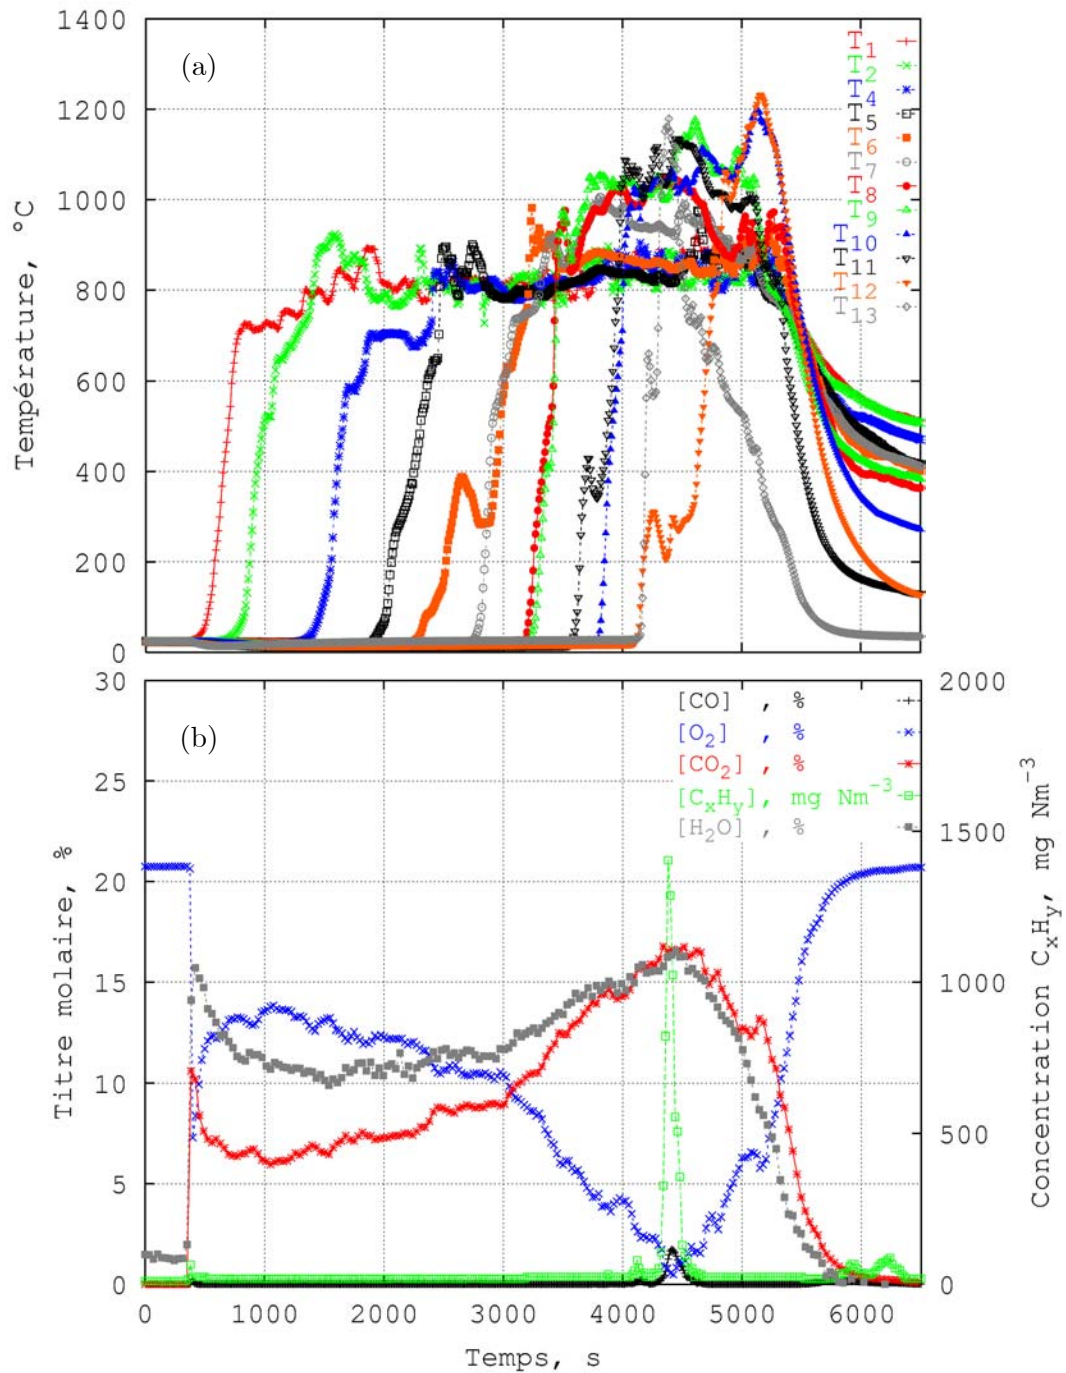 1400
1200
1000
800
600
400
200
0
Température, °C
(a)
T1
T2
T4
T5
T6
T7
T8
T9
T10
T11
T12
T13
30
25
20
15
10
5
0
Titre molaire, %
(b)
[CO] , %
[O2] , %
[CO2] , %
[CxHy], mg Nm−3
[H2O] , %
2000
1500
1000
500
0
Concentration CxHy, mg Nm−3
0 1000 2000 3000 4000 5000 6000
Temps, s